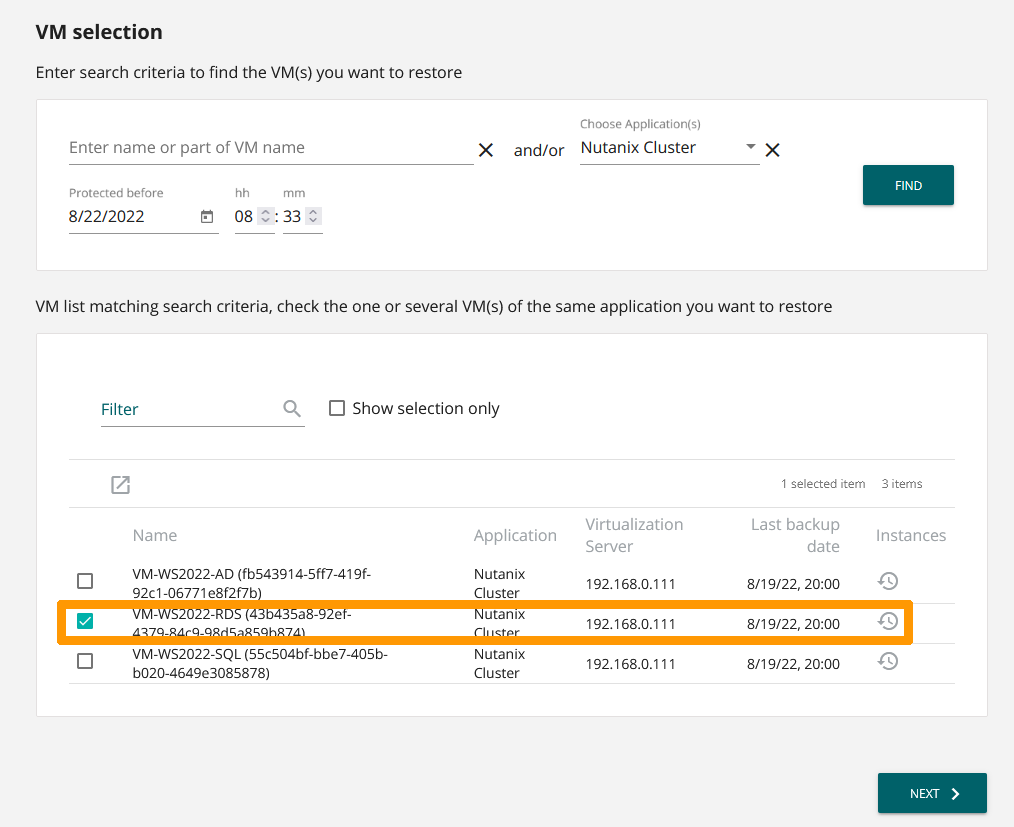 VM selection
Enter search criteria to find the VM(s) you want to restore
Choose Application(s)
Enter name or part of VM name and/or Nutanix Cluster
Protected before hh mm
8/22/2022 08 : 33
FIND
VM list matching search criteria, check the one or several VM(s) of the same application you want to restore
Filter Show selection only
1 selected item 3 items
Name Application Virtualization Server Last backup date Instances
VM-WS2022-AD (fb543914-5ff7-419f- Nutanix
92c1-06771e8f2f7b) Cluster 192.168.0.111 8/19/22, 20:00
VM-WS2022-RDS (43b435a8-92ef- Nutanix
4379-84c9-98d5a859b874) Cluster 192.168.0.111 8/19/22, 20:00
VM-WS2022-SQL (55c504bf-bbe7-405b- Nutanix
b020-4649e3085878) Cluster 192.168.0.111 8/19/22, 20:00
NEXT